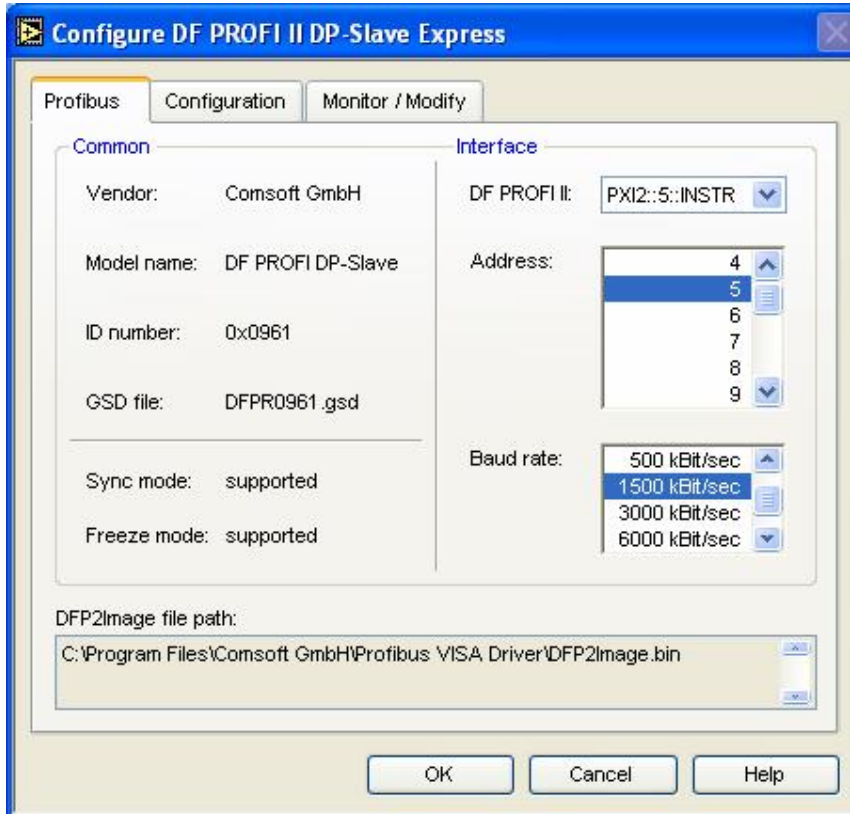 Configure DF PROFI II DP-Slave Express
Profibus
Configuration
Monitor / Modify
Common
Vendor: Comsoft GmbH
Model name: DF PROFI DP-Slave
ID number: 0x0961
GSD file: DFPR0961.gsd
Sync mode: supported
Freeze mode: supported
Interface
DF PROFI II: PXI2::5::INSTR
Address:
4
5
6
7
8
9
Baud rate:
500 kBit/sec
1500 kBit/sec
3000 kBit/sec
6000 kBit/sec
DFP2Image file path:
C:\Program Files\Comsoft GmbH\Profibus VISA Driver\DFP2Image.bin
OK
Cancel
Help